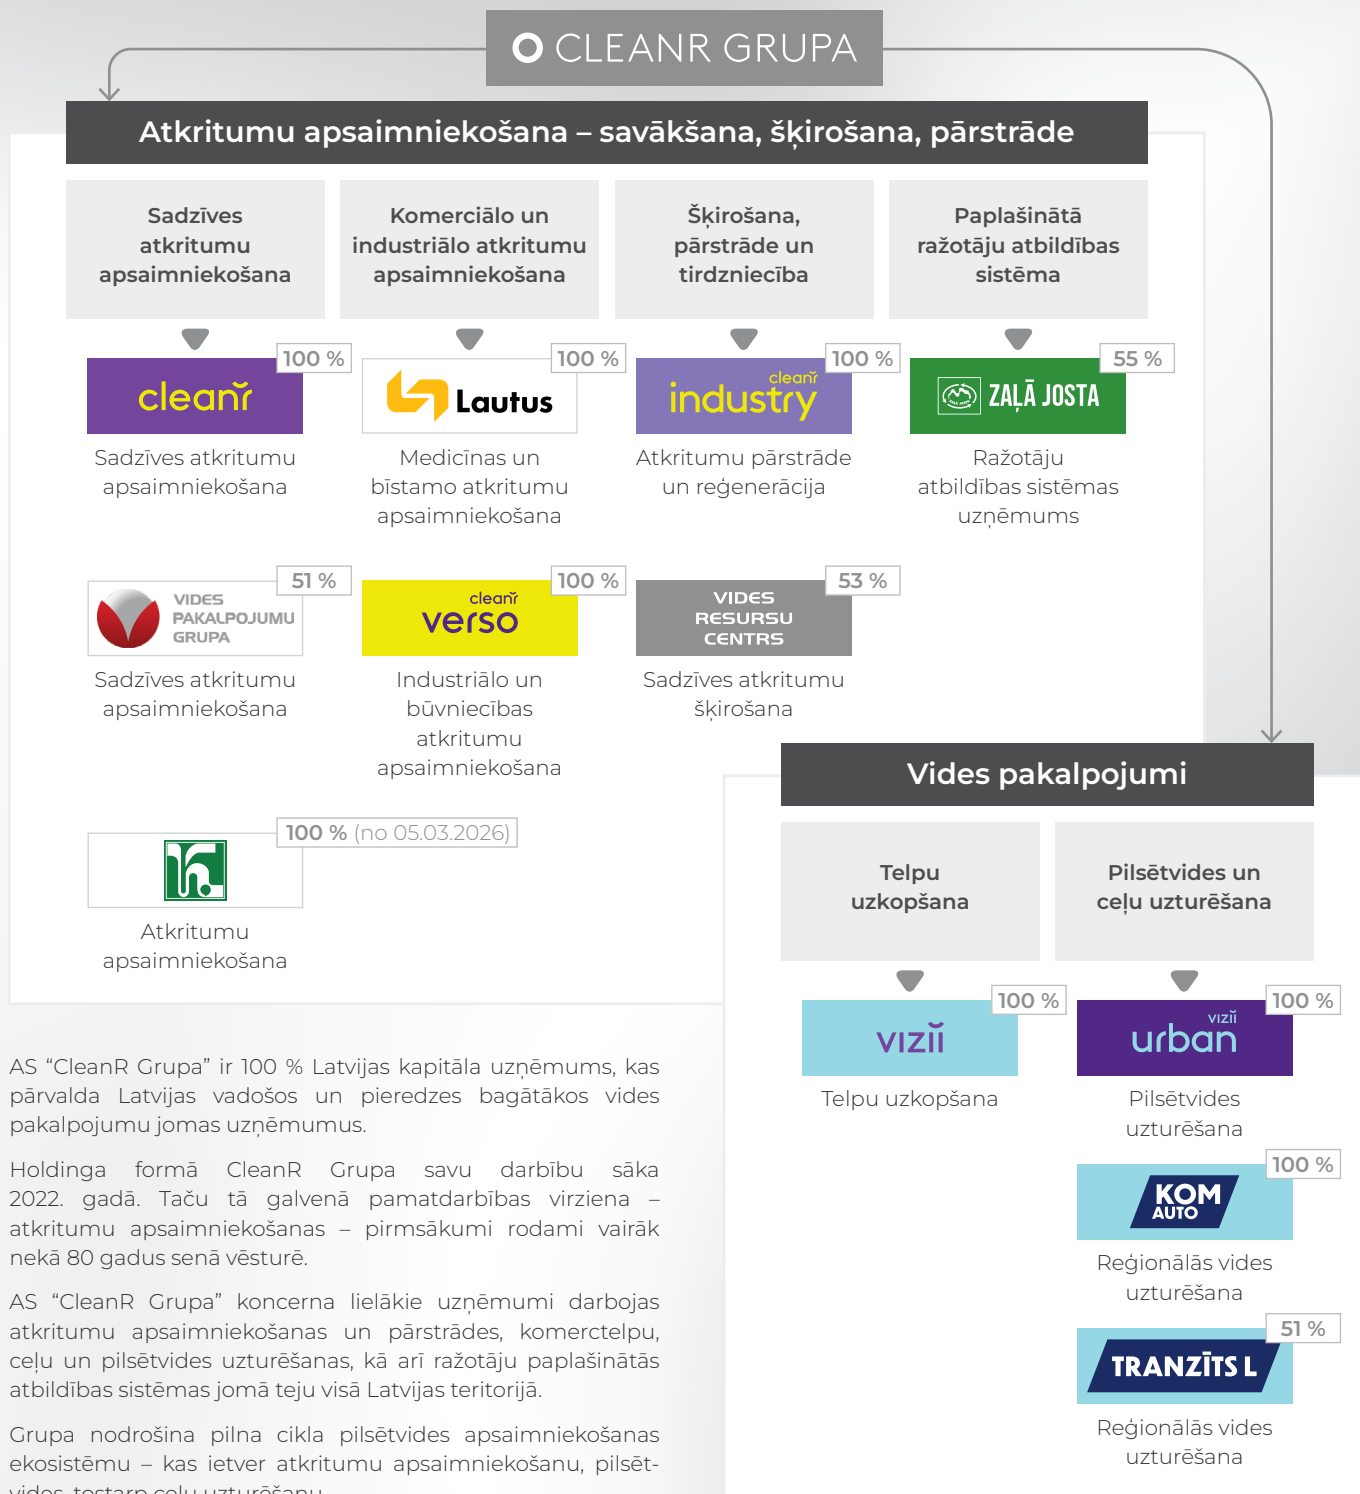 CLEANR GRUPA
Atkritumu apsaimniekošana – savākšana, šķirošana, pārstrāde
Sadzīves
atkritumu
apsaimniekošana
100 %
cleanř
Sadzīves atkritumu
apsaimniekošana
51 %
VIDES
PAKALPOJUMU
GRUPA
Sadzīves atkritumu
apsaimniekošana
100 % (no 05.03.2026)
Atkritumu
apsaimniekošana
Komerciālo un
industriālo atkritumu
apsaimniekošana
100 %
Lautus
Medicīnas un
bīstamo atkritumu
apsaimniekošana
100 %
cleanř
verso
Industriālo un
būvniecības
atkritumu
apsaimniekošana
Šķirošana,
pārstrāde un
tirdzniecība
100 %
cleanř
industry
Atkritumu pārstrāde
un reģenerācija
53 %
VIDES
RESURSU
CENTRS
Sadzīves atkritumu
šķirošana
Paplašinātā
ražotāju atbildības
sistēma
55 %
ZAĻĀ JOSTA
Ražotāju
atbildības sistēmas
uzņēmums
Vides pakalpojumi
Telpu
uzkopšana
100 %
vizii
Telpu uzkopšana
Pilsētvides un
ceļu uzturēšana
100 %
vizii
urban
Pilsētvides
uzturēšana
100 %
KOM
AUTO
Reģionālās vides
uzturēšana
51 %
TRANZĪTS L
Reģionālās vides
uzturēšana
AS “CleanR Grupa” ir 100 % Latvijas kapitāla uzņēmums, kas
pārvalda Latvijas vadošos un pieredzes bagātākos vides
pakalpojumu jomas uzņēmumus.
Holdinga formā CleanR Grupa savu darbību sāka
2022. gadā. Taču tā galvenā pamatdarbības virziena –
atkritumu apsaimniekošanas – pirmsākumi rodami vairāk
nekā 80 gadus senā vēsturē.
AS “CleanR Grupa” koncerna lielākie uzņēmumi darbojas
atkritumu apsaimniekošanas un pārstrādes, komerctelpu,
ceļu un pilsētvides uzturēšanas, kā arī ražotāju paplašinātās
atbildības sistēmas jomā teju visā Latvijas teritorijā.
Grupa nodrošina pilna cikla pilsētvides apsaimniekošanas
ekosistēmu – kas ietver atkritumu apsaimniekošanu, pilsēt-
vides, tostarp ceļu uzturēšanu